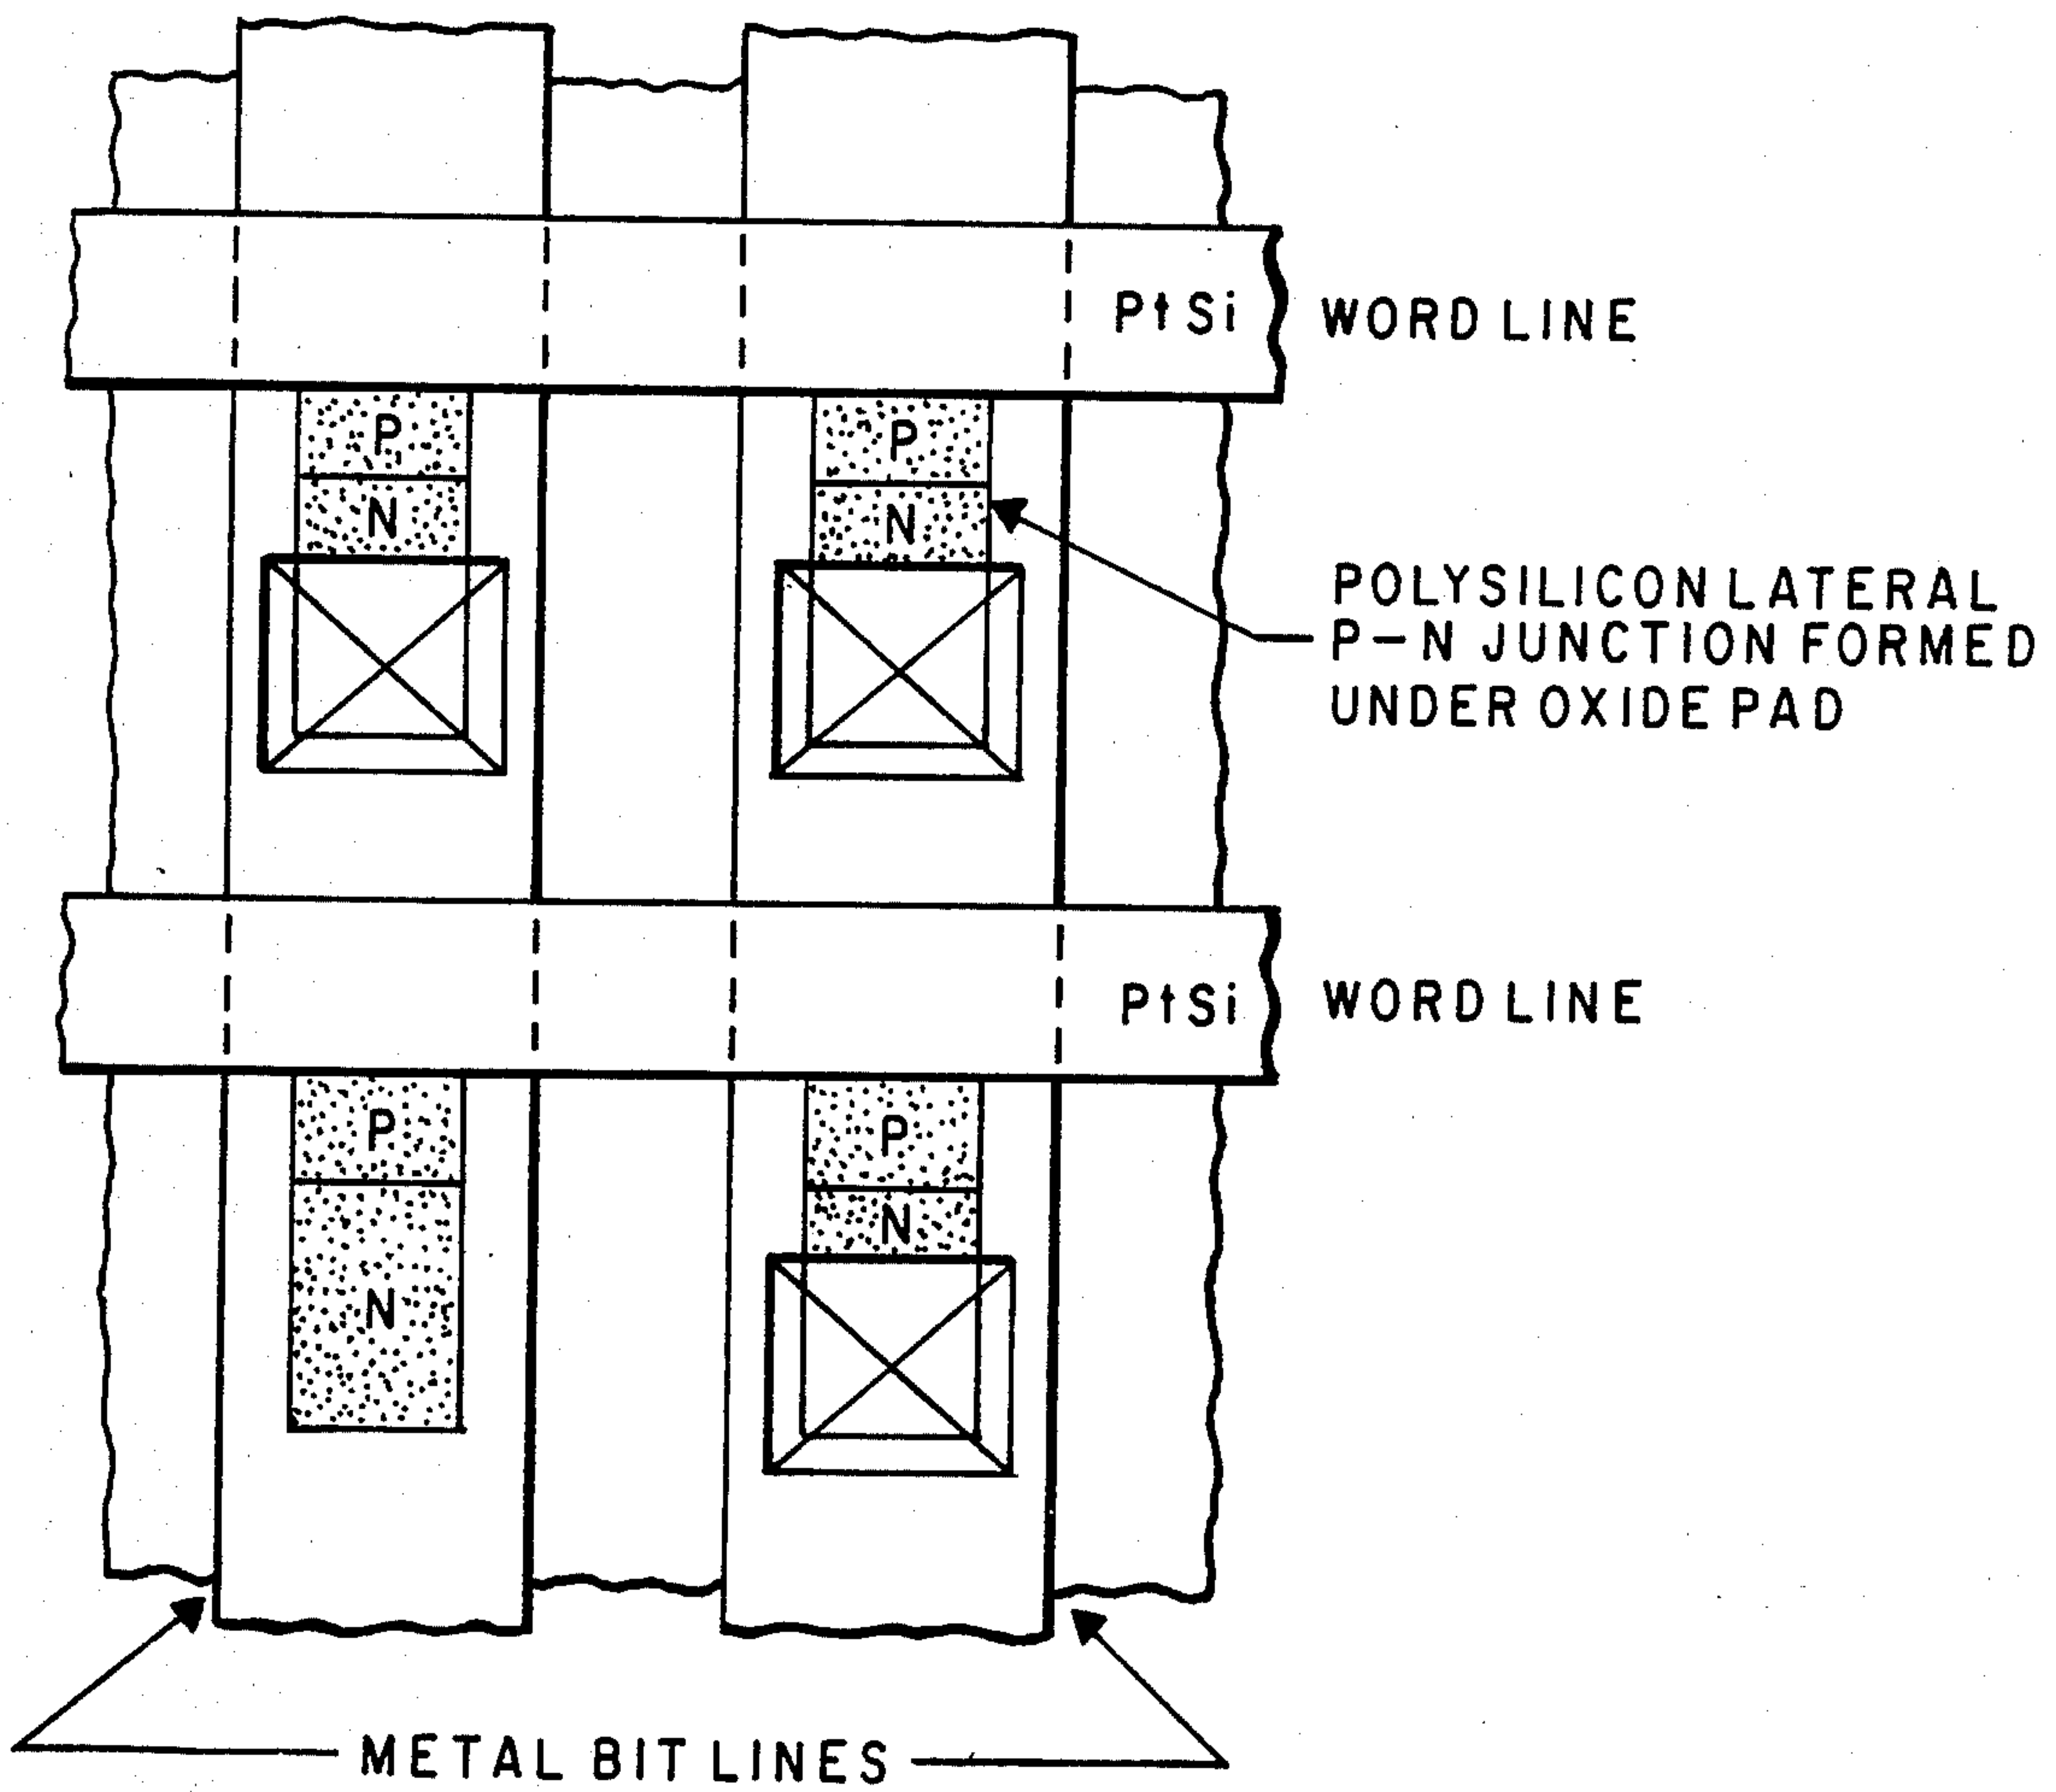 PtSi WORD LINE
P P
N N
POLYSILICON LATERAL
P-N JUNCTION FORMED
UNDER OXIDE PAD
PtSi WORD LINE
P P
N N
METAL BIT LINES